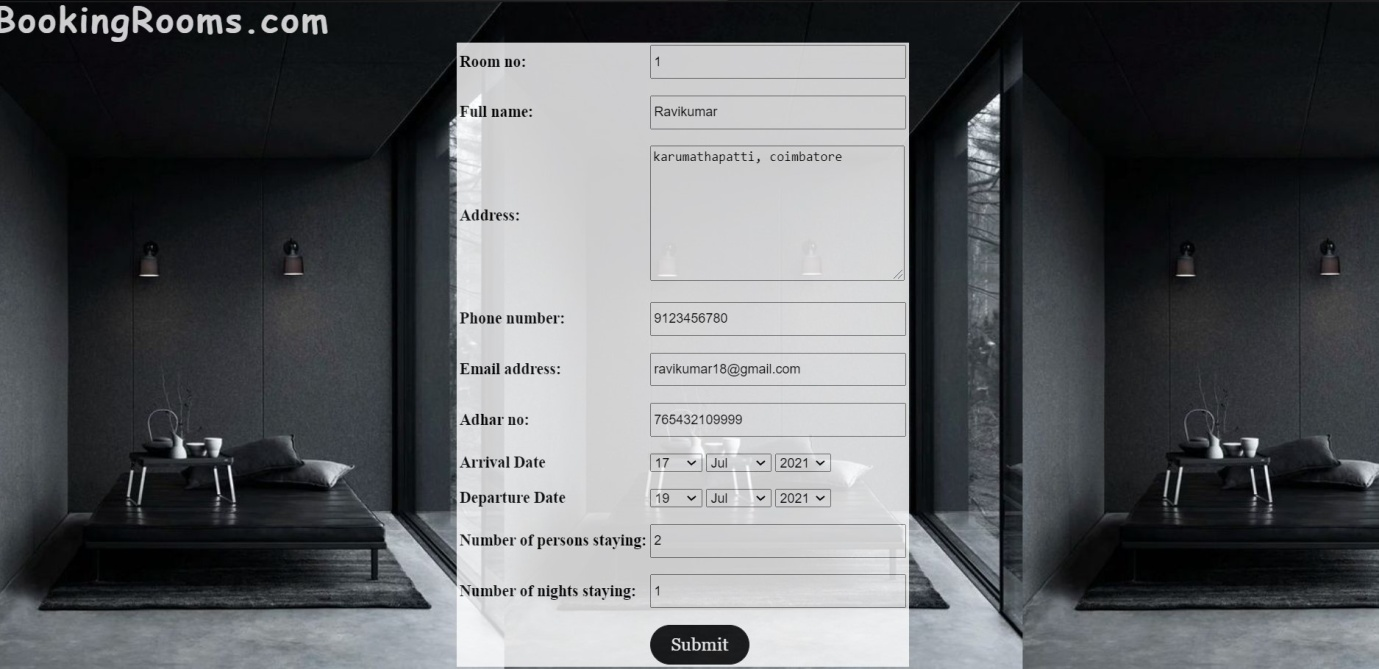 BookingRooms.com
Room no: 1
Full name: Ravikumar
Address: karumathapatti, coimbatore
Phone number: 9123456780
Email address: ravikumar18@gmail.com
Adhar no: 765432109999
Arrival Date 17 Jul 2021
Departure Date 19 Jul 2021
Number of persons staying: 2
Number of nights staying: 1
Submit